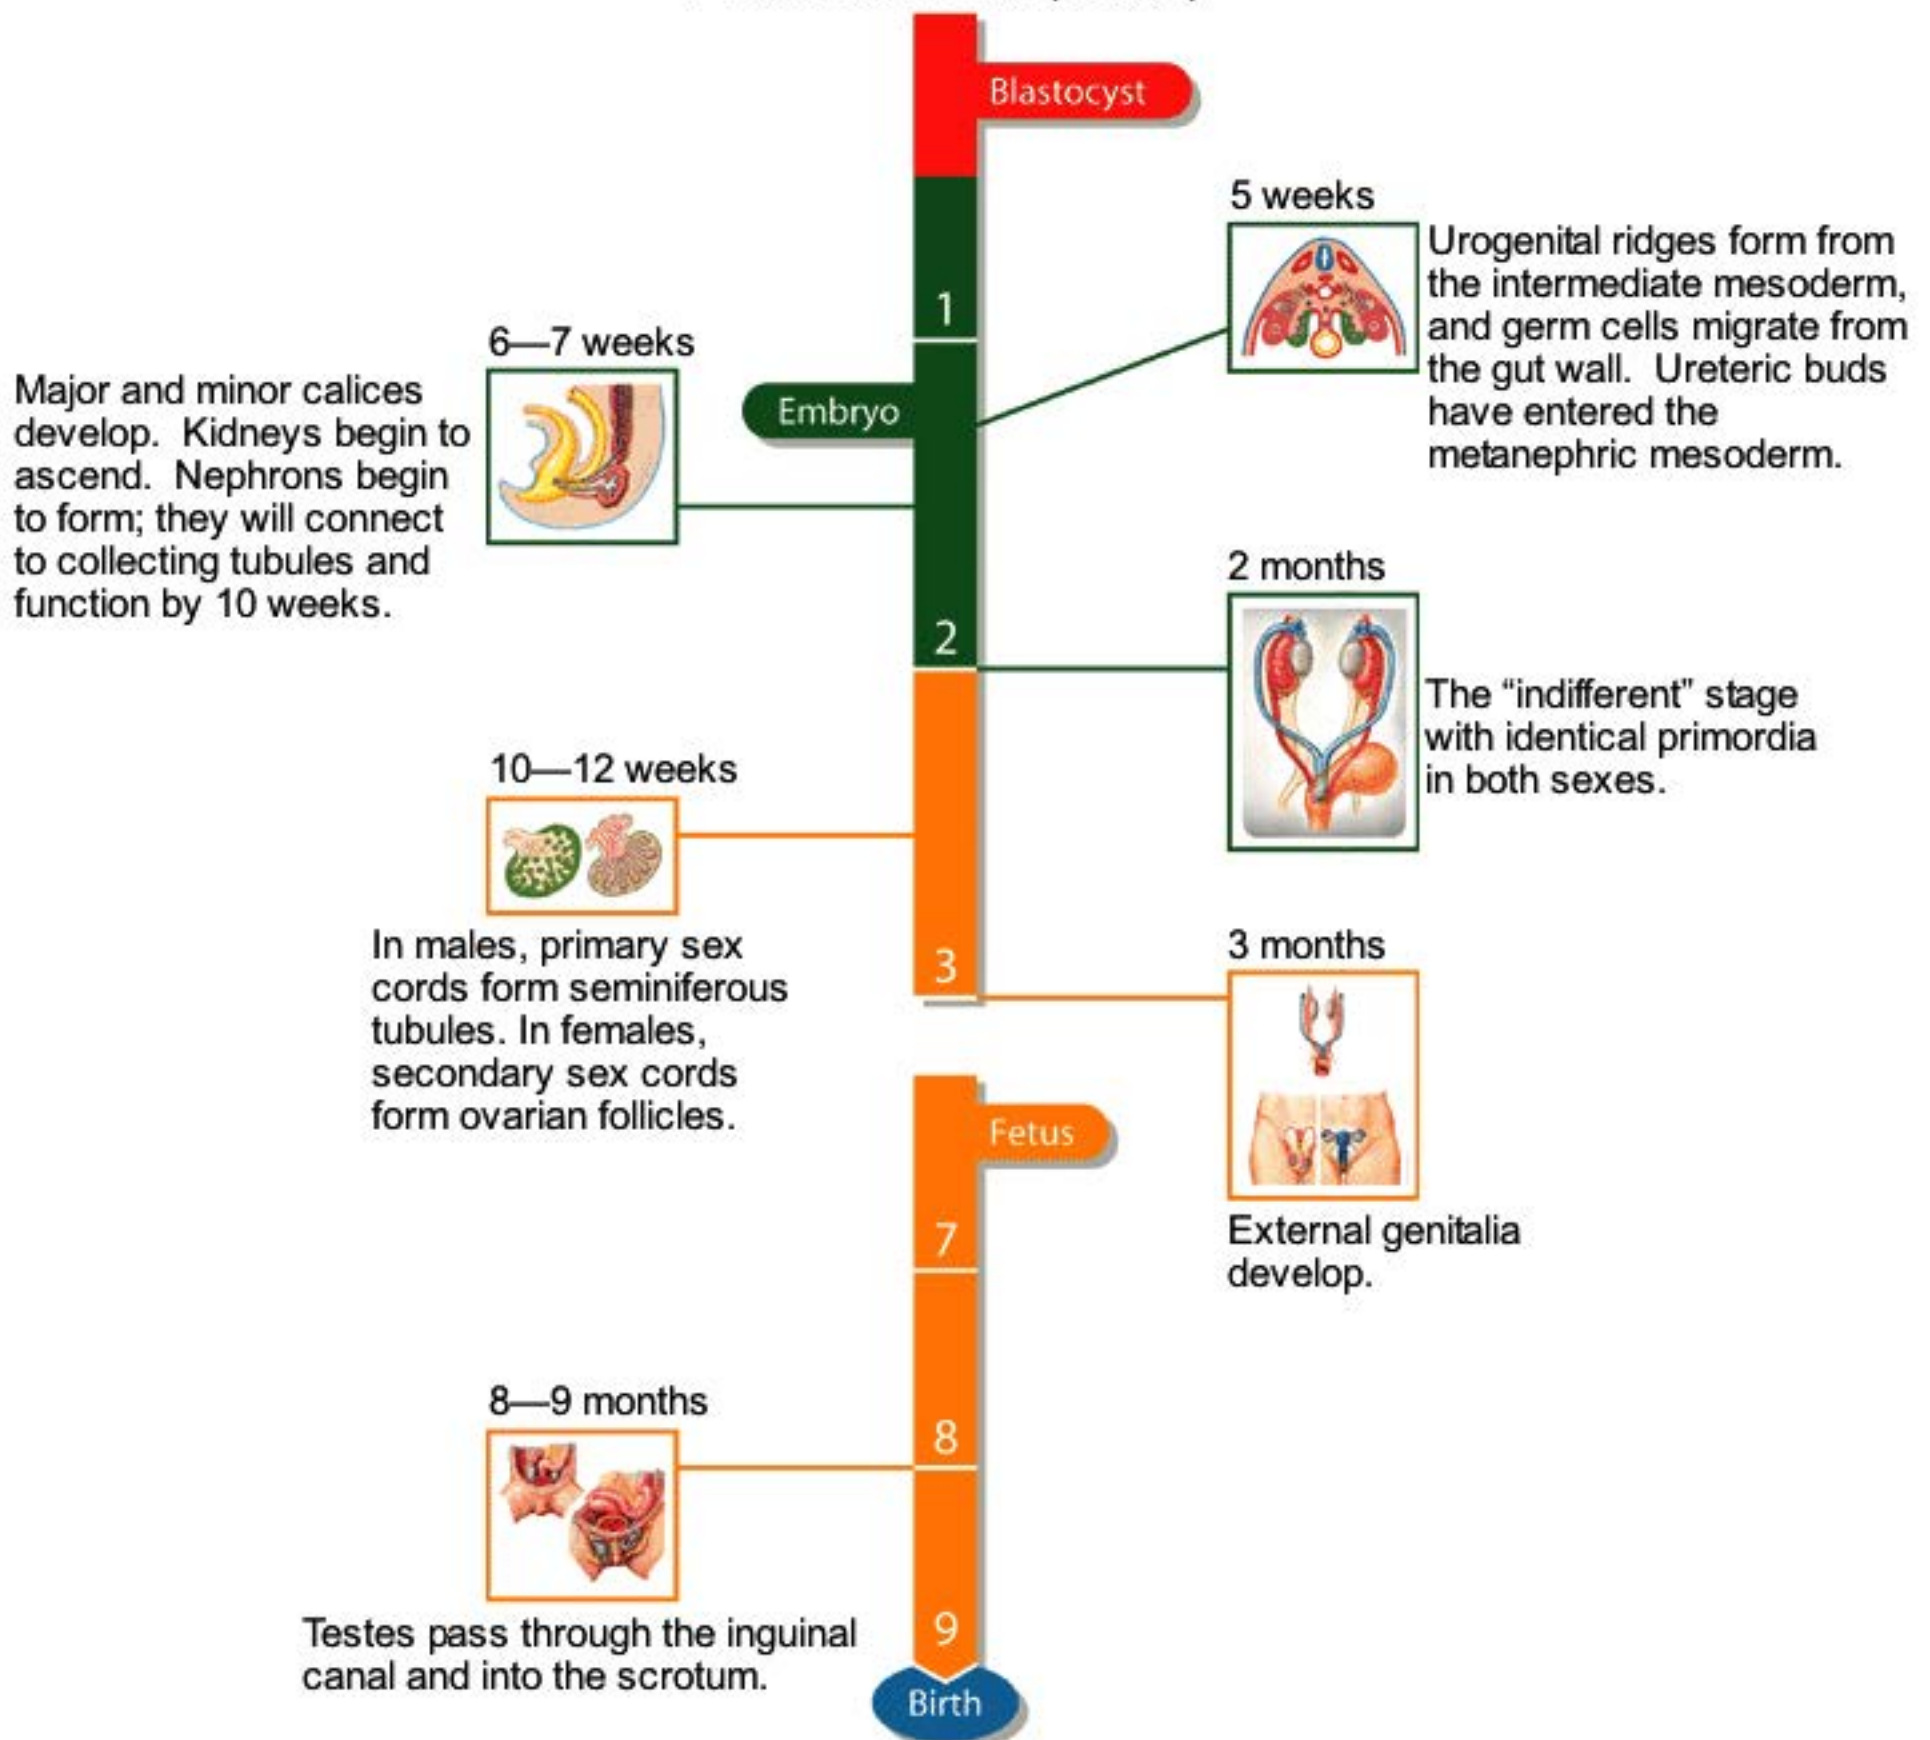 Blastocyst
5 weeks
Urogenital ridges form from
the intermediate mesoderm,
and germ cells migrate from
the gut wall. Ureteric buds
have entered the
metanephric mesoderm.
1
6—7 weeks
Major and minor calices
develop. Kidneys begin to
ascend. Nephrons begin
to form; they will connect
to collecting tubules and
function by 10 weeks.
Embryo
2 months
2
The “indifferent” stage
with identical primordia
in both sexes.
10—12 weeks
In males, primary sex
cords form seminiferous
tubules. In females,
secondary sex cords
form ovarian follicles.
3
3 months
Fetus
External genitalia
develop.
7
8—9 months
8
Testes pass through the inguinal
canal and into the scrotum.
9
Birth